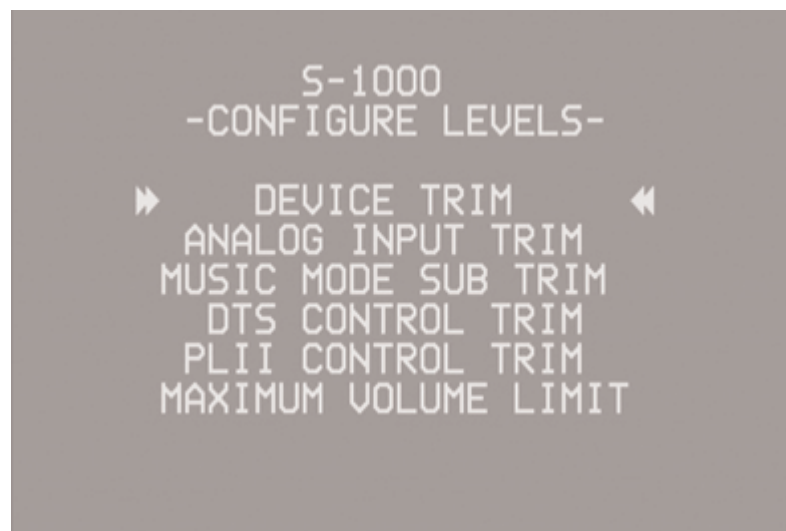 S-1000
-CONFIGURE LEVELS-
DEVICE TRIM
ANALOG INPUT TRIM
MUSIC MODE SUB TRIM
DTS CONTROL TRIM
PLII CONTROL TRIM
MAXIMUM VOLUME LIMIT